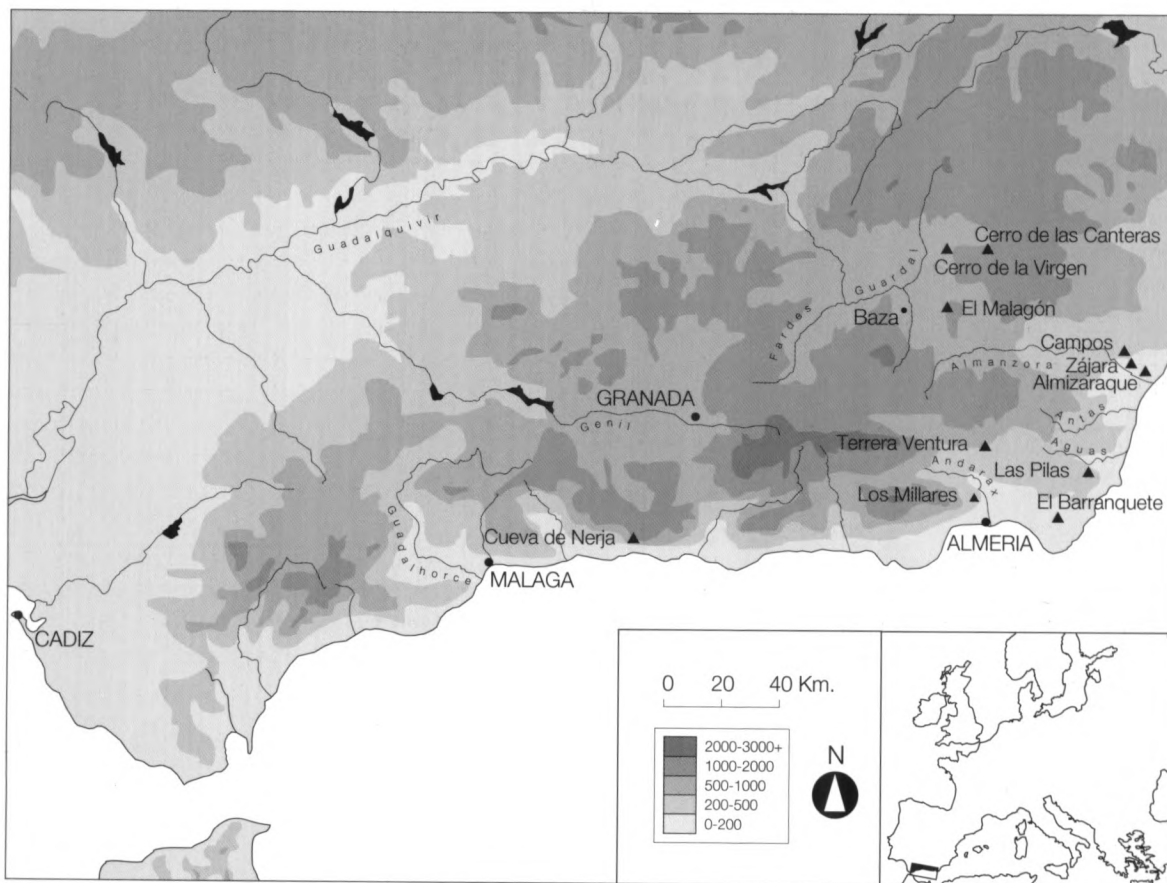 Guadalquivir
Cerro de las Canteras
Cerro de la Virgen
Guardal
Fardes
Baza
El Malagón
Campos
Almanzora
Zájara
Almizaraque
GRANADA
Genil
Antas
Terrera Ventura
Aguas
Andarax
Las Pilas
Los Millares
El Barranquete
Guadalhorce
Cueva de Nerja
ALMERIA
MALAGA
CADIZ
0 20 40 Km.
2000-3000+
1000-2000
500-1000
200-500
0-200
N